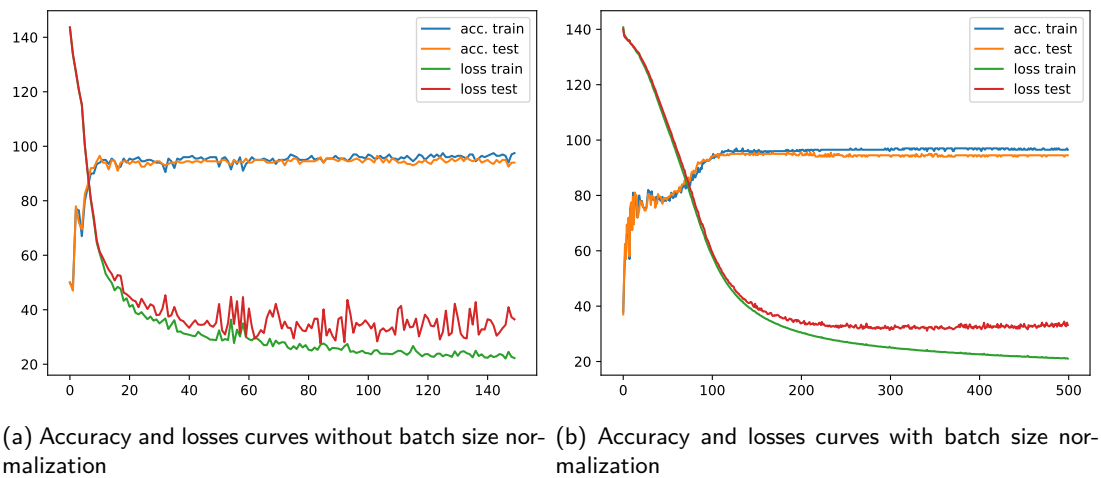 140
120
100
80
60
40
20
0 20 40 60 80 100 120 140
acc. train
acc. test
loss train
loss test
140
120
100
80
60
40
20
0 100 200 300 400 500
acc. train
acc. test
loss train
loss test
(a) Accuracy and losses curves without batch size nor-
malization
(b) Accuracy and losses curves with batch size nor-
malization